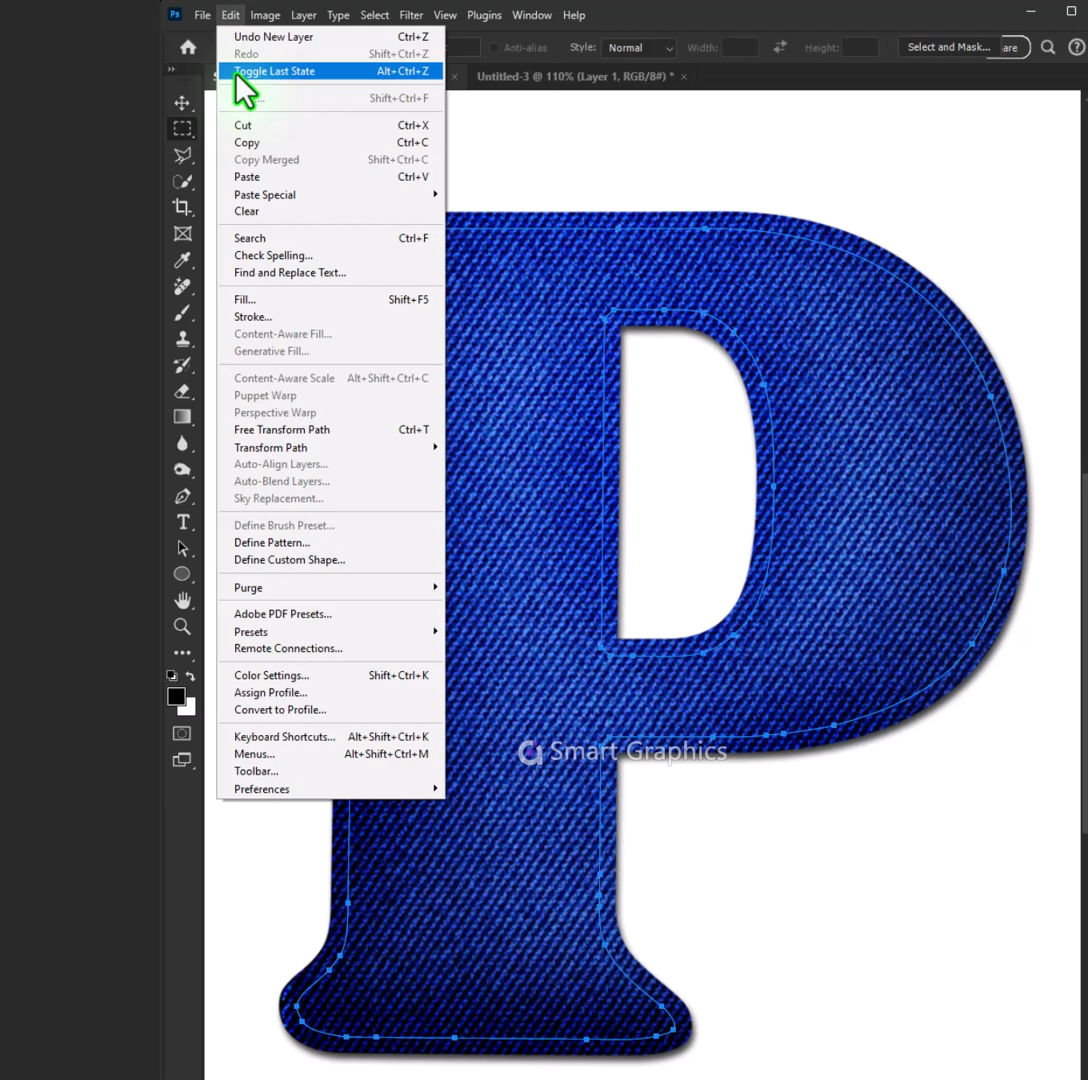 Ps File Edit Image Layer Type Select Filter View Plugins Window Help
Anti-alias Style: Normal Width: Height: Select and Mask... are
Untitled-3 @ 110% (Layer 1, RGB/8#) * ×
Undo New Layer Ctrl+Z
Redo Shift+Ctrl+Z
Toggle Last State Alt+Ctrl+Z
Shift+Ctrl+F
Cut Ctrl+X
Copy Ctrl+C
Copy Merged Shift+Ctrl+C
Paste Ctrl+V
Paste Special
Clear
Search Ctrl+F
Check Spelling...
Find and Replace Text...
Fill... Shift+F5
Stroke...
Content-Aware Fill...
Generative Fill...
Content-Aware Scale Alt+Shift+Ctrl+C
Puppet Warp
Perspective Warp
Free Transform Path Ctrl+T
Transform Path
Auto-Align Layers...
Auto-Blend Layers...
Sky Replacement...
Define Brush Preset...
Define Pattern...
Define Custom Shape...
Purge
Adobe PDF Presets...
Presets
Remote Connections...
Color Settings... Shift+Ctrl+K
Assign Profile...
Convert to Profile...
Keyboard Shortcuts... Alt+Shift+Ctrl+K
Menus... Alt+Shift+Ctrl+M
Toolbar...
Preferences
P
Smart Graphics